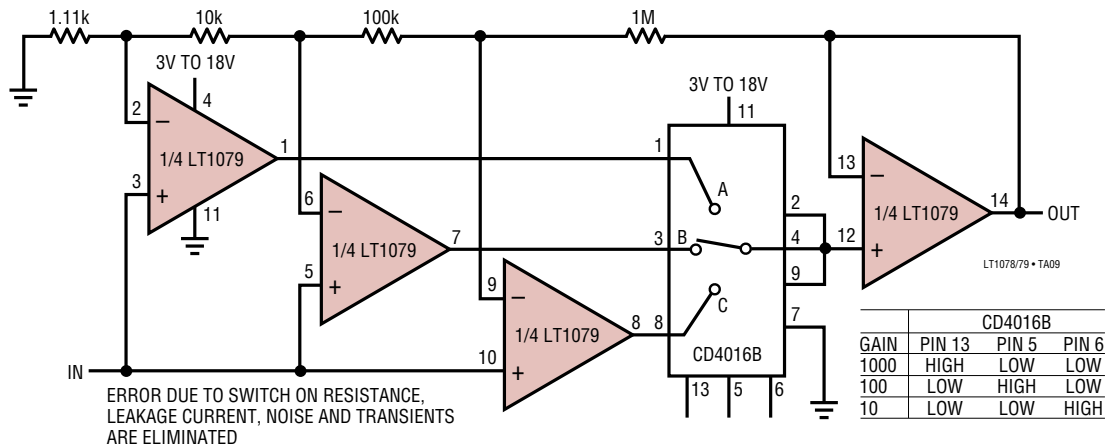 1.11k 10k 100k 1M
3V TO 18V
4
2
−
1/4 LT1079
1
3
+
11
6
−
1/4 LT1079
7
5
+
9
−
1/4 LT1079
8
10
+
IN
3V TO 18V
11
1
A
3 B
8
C
2
4
9
7
CD4016B
13 5 6
13
−
1/4 LT1079
14 OUT
12
+
LT1078/79 • TA09
CD4016B
GAIN PIN 13 PIN 5 PIN 6
1000 HIGH LOW LOW
100 LOW HIGH LOW
10 LOW LOW HIGH
ERROR DUE TO SWITCH ON RESISTANCE,
LEAKAGE CURRENT, NOISE AND TRANSIENTS
ARE ELIMINATED